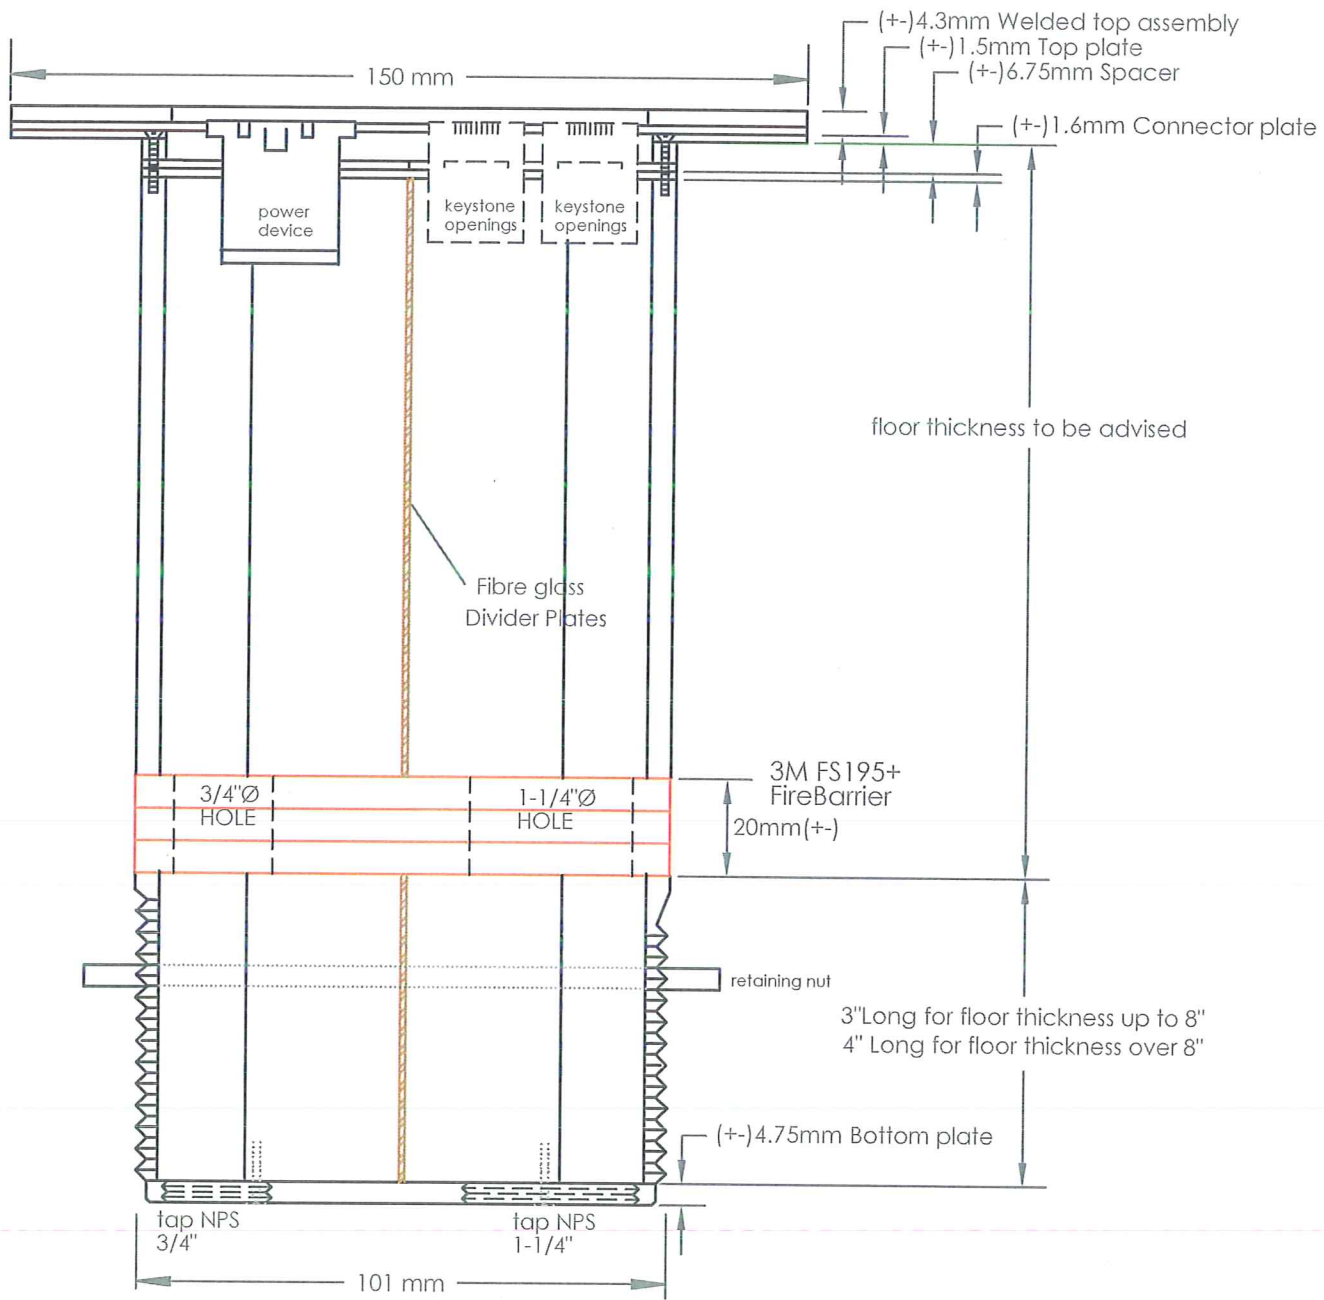 (+-)4.3mm Welded top assembly
(+-)1.5mm Top plate
150 mm
(+-)6.75mm Spacer
(+-)1.6mm Connector plate
power
device
keystone
openings
keystone
openings
floor thickness to be advised
Fibre glass
Divider Plates
3/4"Ø
HOLE
1-1/4"Ø
HOLE
3M FS195+
FireBarrier
20mm(+-)
retaining nut
3"Long for floor thickness up to 8"
4" Long for floor thickness over 8"
(+-)4.75mm Bottom plate
tap NPS
3/4"
tap NPS
1-1/4"
101 mm